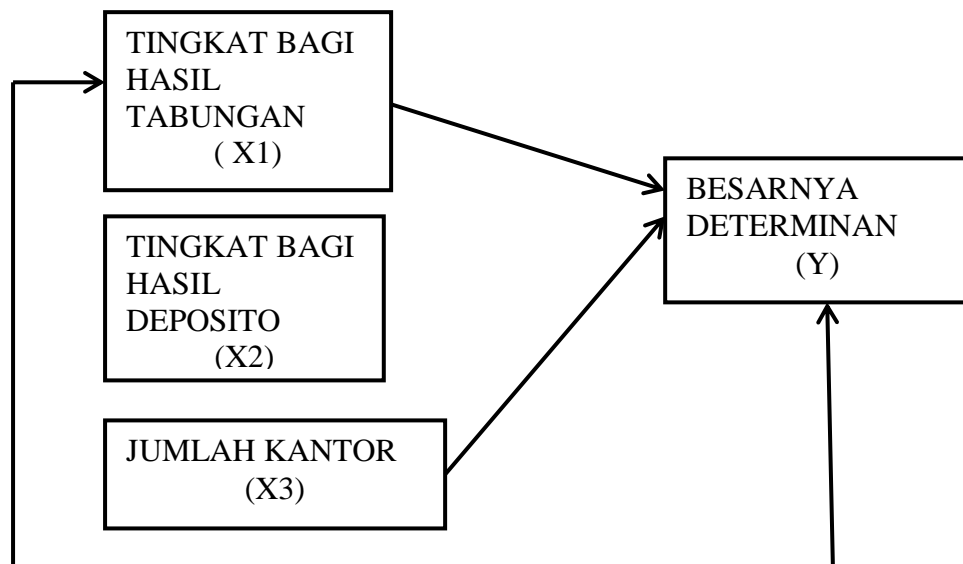 TINGKAT BAGI
HASIL
TABUNGAN
( X1)
TINGKAT BAGI
HASIL
DEPOSITO
(X2)
JUMLAH KANTOR
(X3)
BESARNYA
DETERMINAN
(Y)